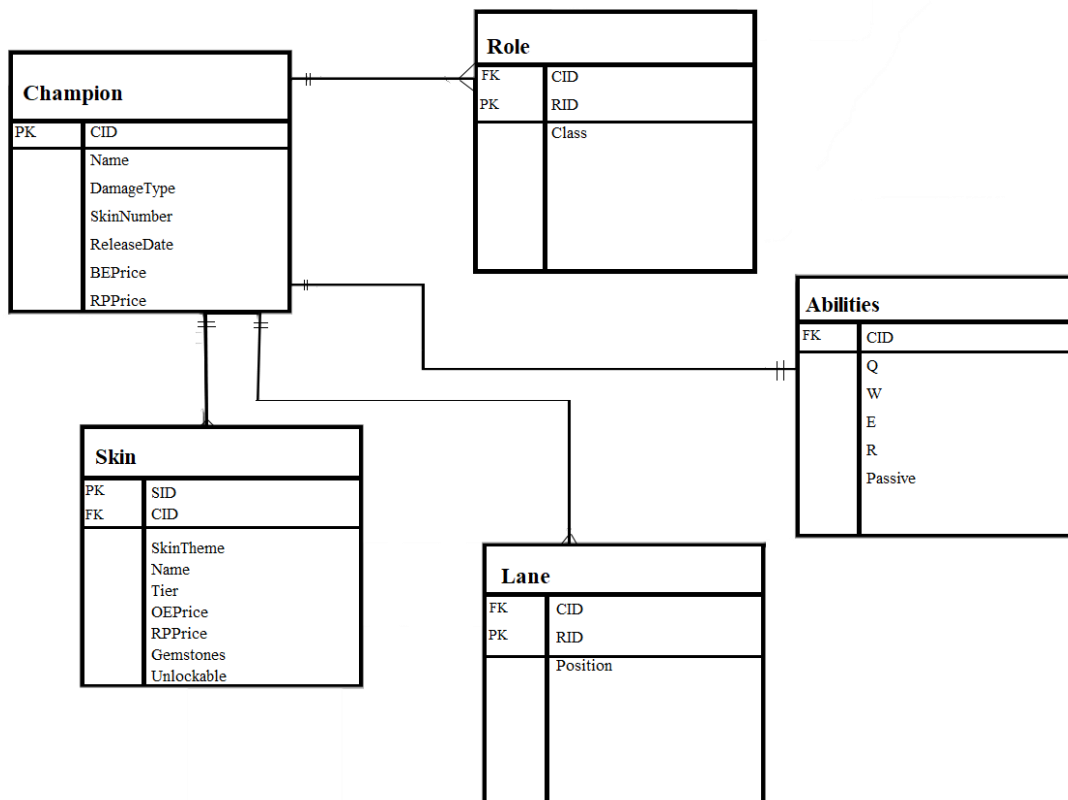 Champion
PK CID
Name
DamageType
SkinNumber
ReleaseDate
BEPrice
RPPrice
Role
FK CID
PK RID
Class
Abilities
FK CID
Q
W
E
R
Passive
Skin
PK SID
FK CID
SkinTheme
Name
Tier
OEPrice
RPPrice
Gemstones
Unlockable
Lane
FK CID
PK RID
Position